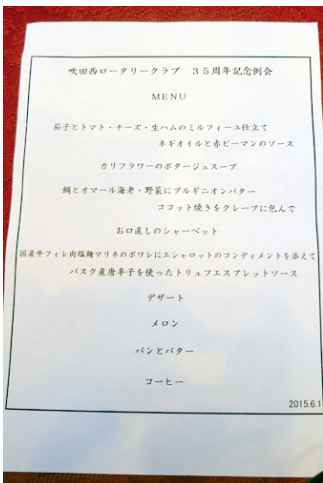 吹田西ロータリークラブ　３５周年記念例会
MENU
茄子とトマト・チーズ・生ハムのミルフィーユ仕立て
ネギオイルと赤ピーマンのソース
カリフラワーのポタージュスープ
鯛とオマール海老・野菜にブルギニオンバター
ココット焼きをクレープに包んで
お口直しのシャーベット
国産牛フィレ肉塩麹マリネのポワレにエシャロットのコンディメントを添えて
バスク産唐辛子を使ったトリュフエスプレットソース
デザート
メロン
パンとバター
コーヒー
2015.6.1